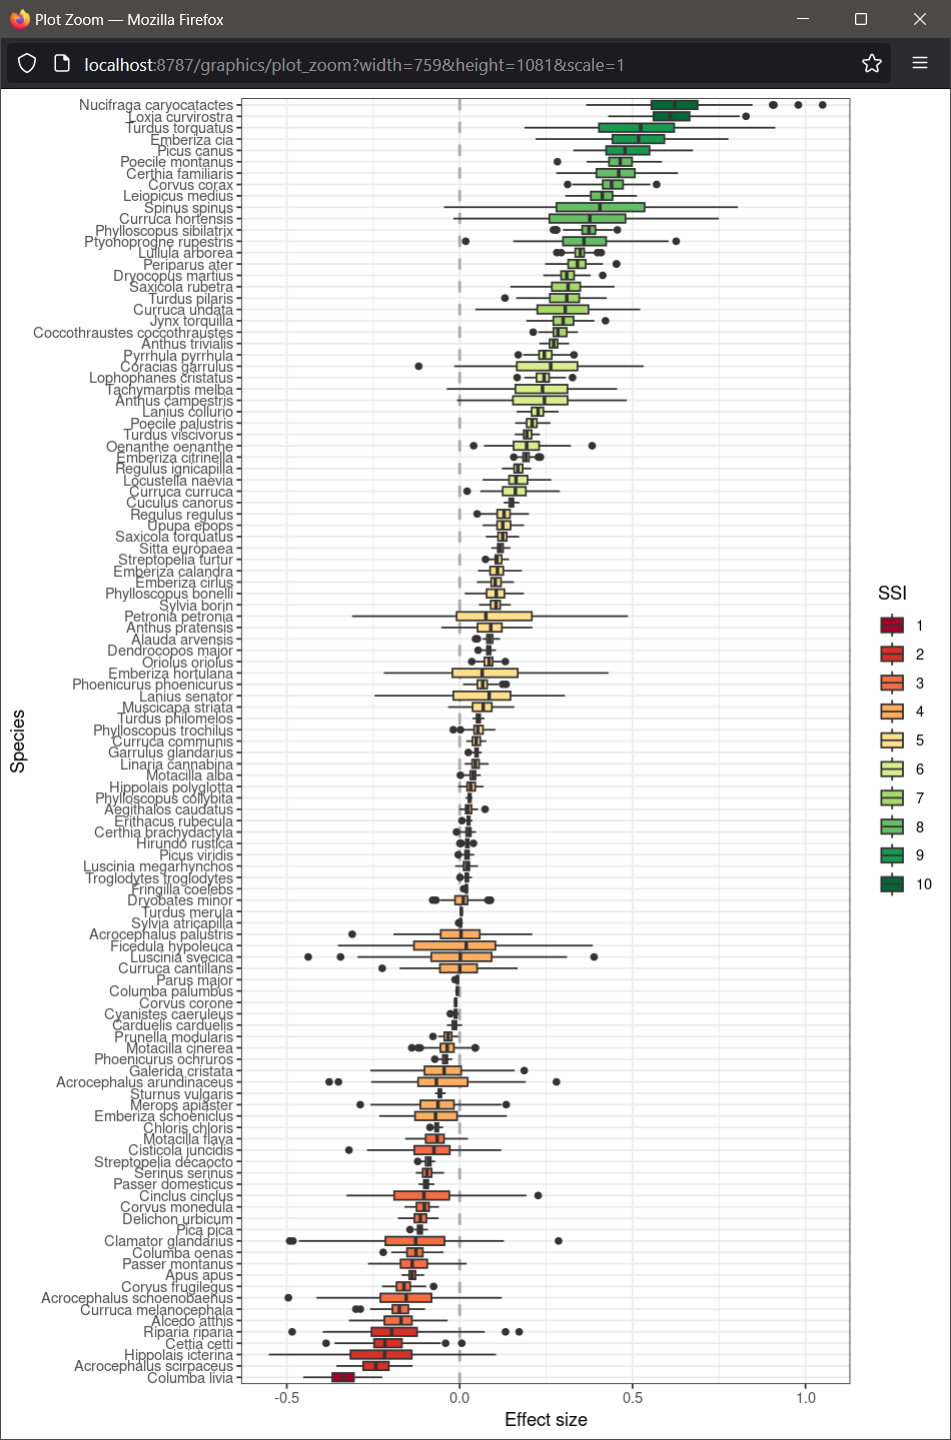 Plot Zoom — Mozilla Firefox
localhost:8787/graphics/plot_zoom?width=759&height=1081&scale=1
Nucifraga caryocatactes
Loxia curvirostra
Turdus torquatus
Emberiza cia
Picus canus
Poecile montanus
Certhia familiaris
Corvus corax
Leiopicus medius
Spinus spinus
Curruca hortensis
Phylloscopus sibilatrix
Ptyonoprogne rupestris
Lullula arborea
Periparus ater
Dryocopus martius
Saxicola rubetra
Turdus pilaris
Curruca undata
Jynx torquilla
Coccothraustes coccothraustes
Anthus trivialis
Pyrrhula pyrrhula
Coracias garrulus
Lophophanes cristatus
Tachymarptis melba
Anthus campestris
Lanius collurio
Poecile palustris
Turdus viscivorus
Oenanthe oenanthe
Emberiza citrinella
Regulus ignicapilla
Locustella naevia
Curruca curruca
Cuculus canorus
Regulus regulus
Upupa epops
Saxicola torquatus
Sitta europaea
Streptopelia turtur
Emberiza calandra
Emberiza cirlus
Phylloscopus bonelli
Sylvia borin
Petronia petronia
Anthus pratensis
Alauda arvensis
Dendrocopos major
Oriolus oriolus
Emberiza hortulana
Phoenicurus phoenicurus
Lanius senator
Muscicapa striata
Turdus philomelos
Phylloscopus trochilus
Curruca communis
Garrulus glandarius
Linaria cannabina
Motacilla alba
Hippolais polyglotta
Phylloscopus collybita
Aegithalos caudatus
Erithacus rubecula
Certhia brachydactyla
Hirundo rustica
Picus viridis
Luscinia megarhynchos
Troglodytes troglodytes
Fringilla coelebs
Dryobates minor
Turdus merula
Sylvia atricapilla
Acrocephalus palustris
Ficedula hypoleuca
Luscinia svecica
Curruca cantillans
Parus major
Columba palumbus
Corvus corone
Cyanistes caeruleus
Carduelis carduelis
Prunella modularis
Motacilla cinerea
Phoenicurus ochruros
Galerida cristata
Acrocephalus arundinaceus
Sturnus vulgaris
Merops apiaster
Emberiza schoeniclus
Chloris chloris
Motacilla flava
Cisticola juncidis
Streptopelia decaocto
Serinus serinus
Passer domesticus
Cinclus cinclus
Corvus monedula
Delichon urbicum
Pica pica
Clamator glandarius
Columba oenas
Passer montanus
Apus apus
Corvus frugilegus
Acrocephalus schoenobaenus
Curruca melanocephala
Alcedo atthis
Riparia riparia
Cettia cetti
Hippolais icterina
Acrocephalus scirpaceus
Columba livia
-0.5 0.0 0.5 1.0
Effect size
Species
SSI
1
2
3
4
5
6
7
8
9
10